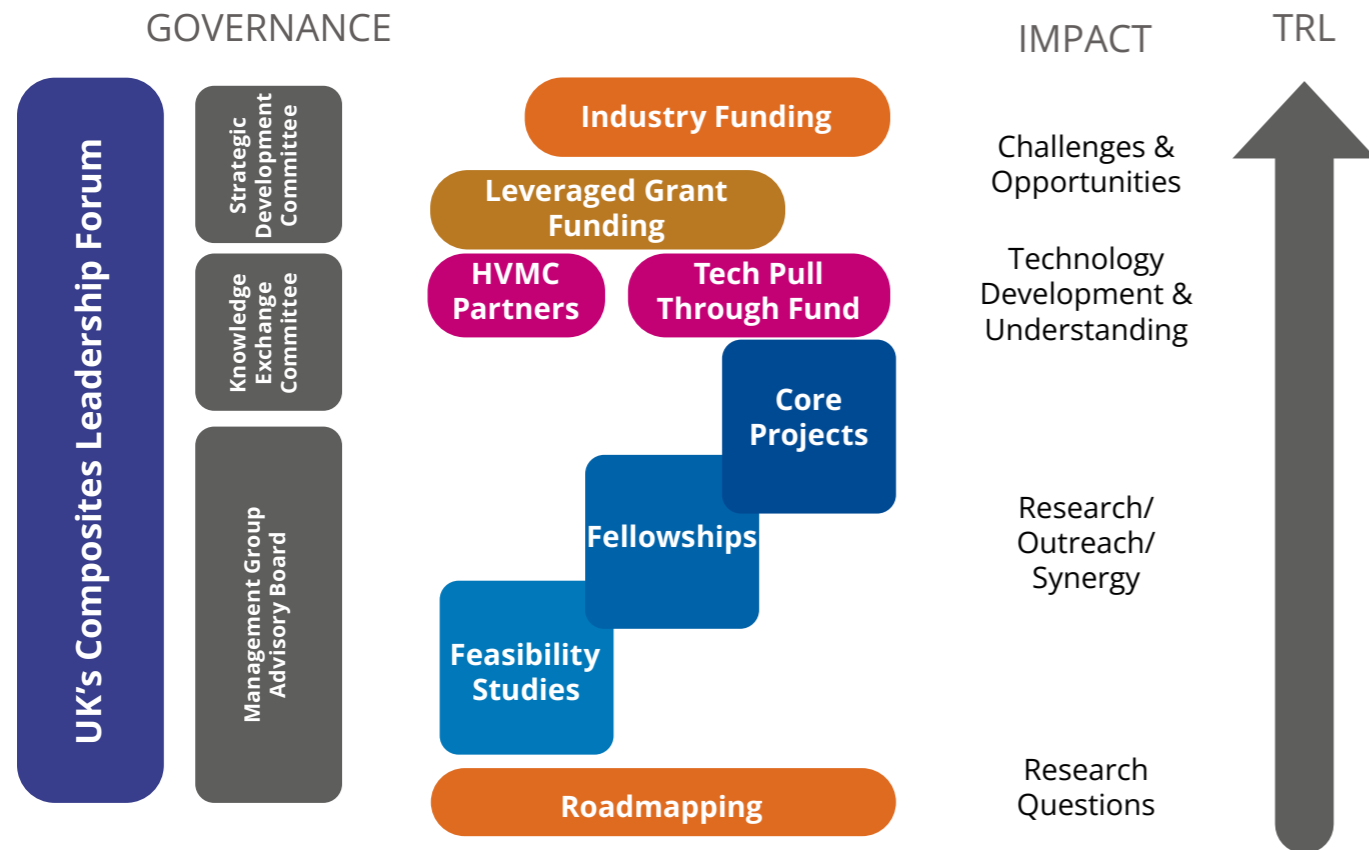 GOVERNANCE
IMPACT
TRL
UK's Composites Leadership Forum
Strategic
Development
Committee
Knowledge
Exchange
Committee
Management Group
Advisory Board
Industry Funding
Leveraged Grant
Funding
HVMC
Partners
Tech Pull
Through Fund
Core
Projects
Fellowships
Feasibility
Studies
Roadmapping
Challenges &
Opportunities
Technology
Development &
Understanding
Research/
Outreach/
Synergy
Research
Questions